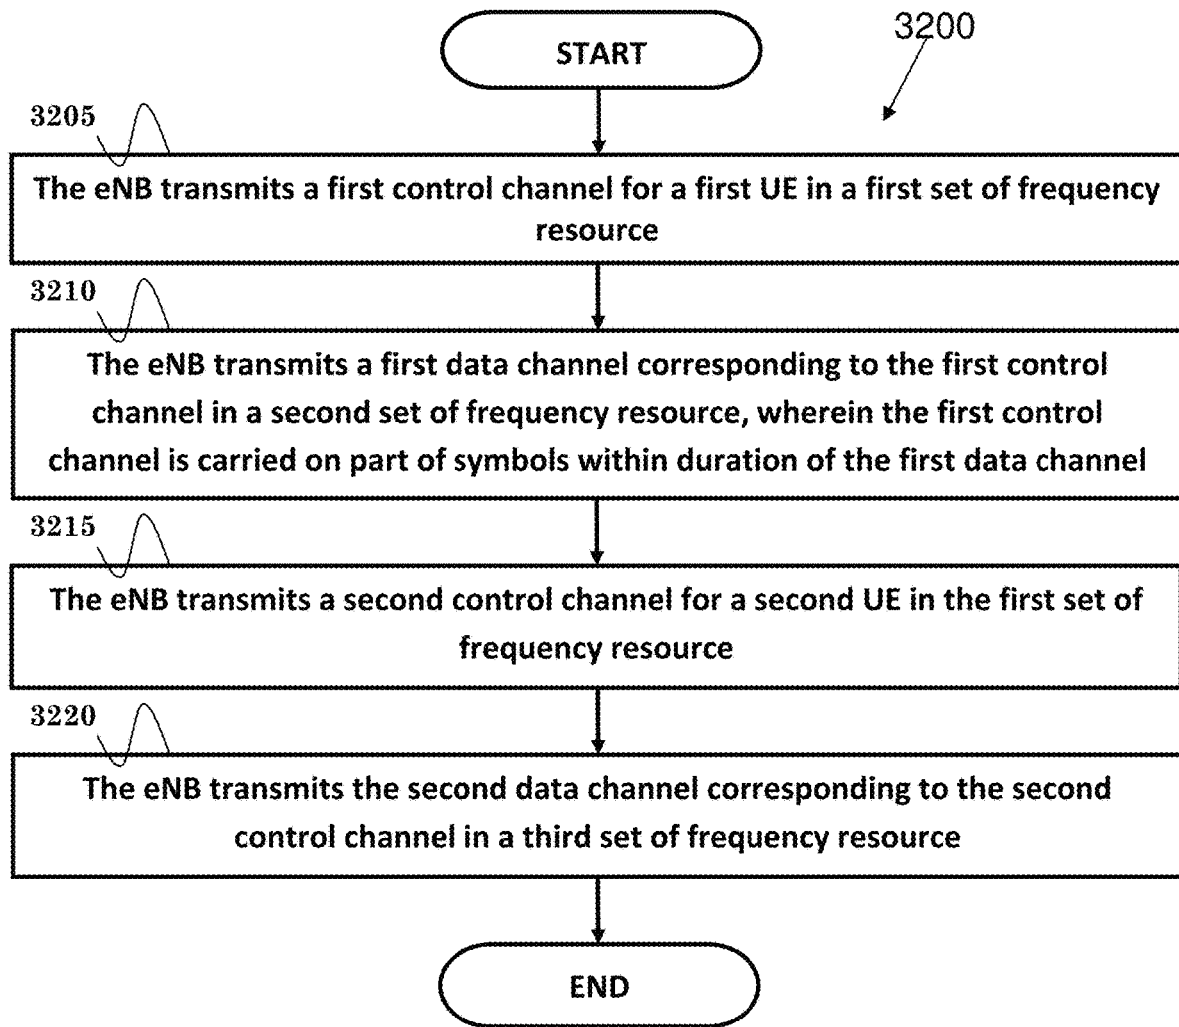 START
3200
3205
The eNB transmits a first control channel for a first UE in a first set of frequency
resource
3210
The eNB transmits a first data channel corresponding to the first control
channel in a second set of frequency resource, wherein the first control
channel is carried on part of symbols within duration of the first data channel
3215
The eNB transmits a second control channel for a second UE in the first set of
frequency resource
3220
The eNB transmits the second data channel corresponding to the second
control channel in a third set of frequency resource
END